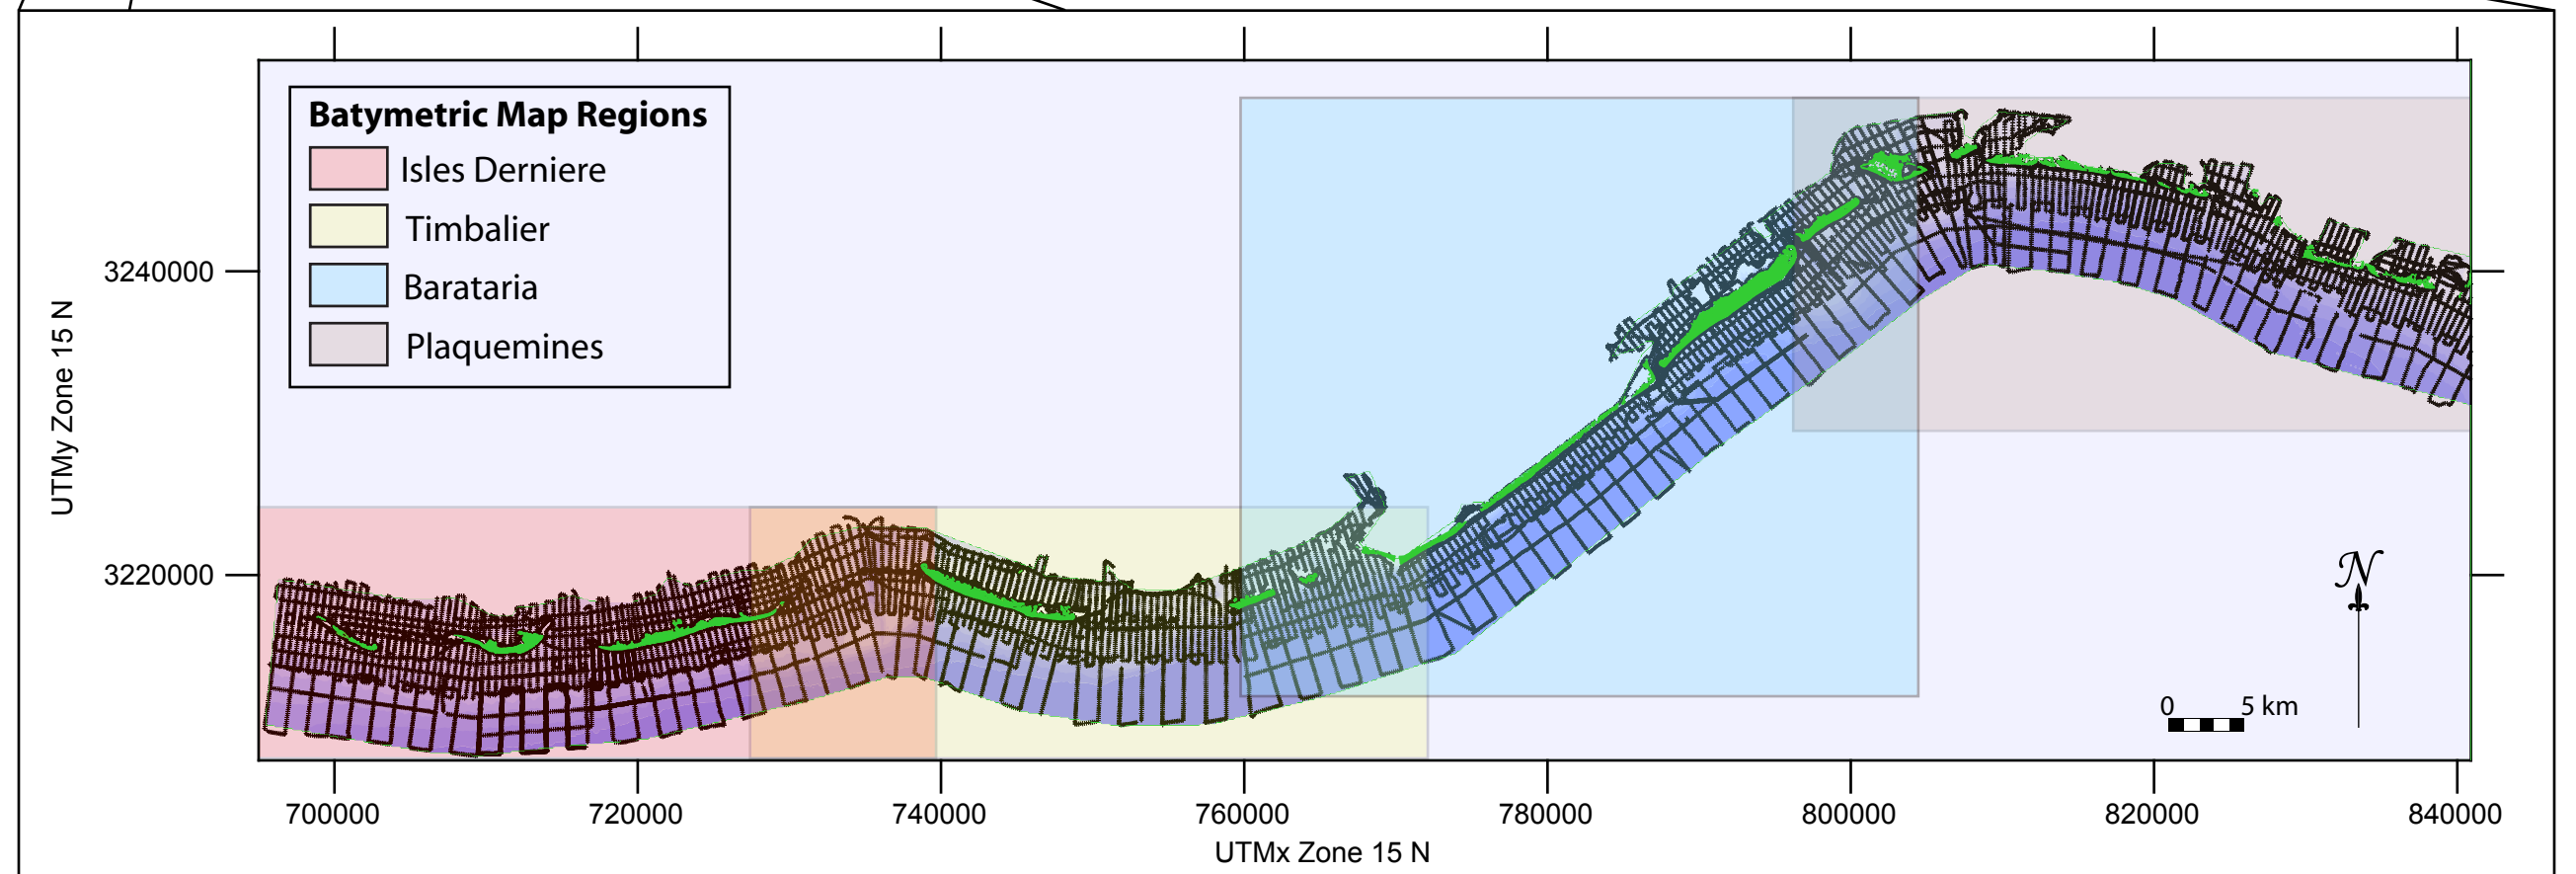 Batymetric Map Regions
Isles Derniere
Timbalier
Barataria
Plaquemines
3240000
3220000
UTMy Zone 15 N
N
0 5 km
700000 720000 740000 760000 780000 800000 820000 840000
UTMx Zone 15 N